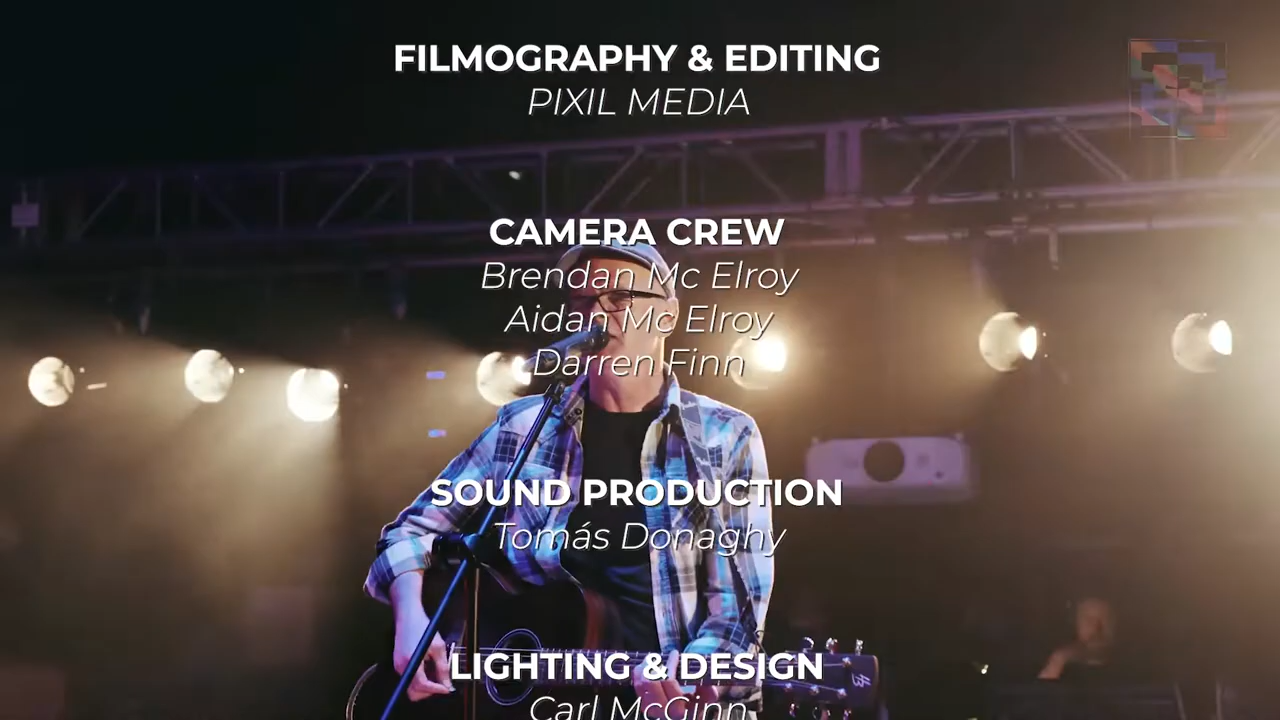 FILMOGRAPHY & EDITING
PIXIL MEDIA
CAMERA CREW
Brendan Mc Elroy
Aidan Mc Elroy
Darren Finn
SOUND PRODUCTION
Tomás Donaghy
LIGHTING & DESIGN
Carl McGinn